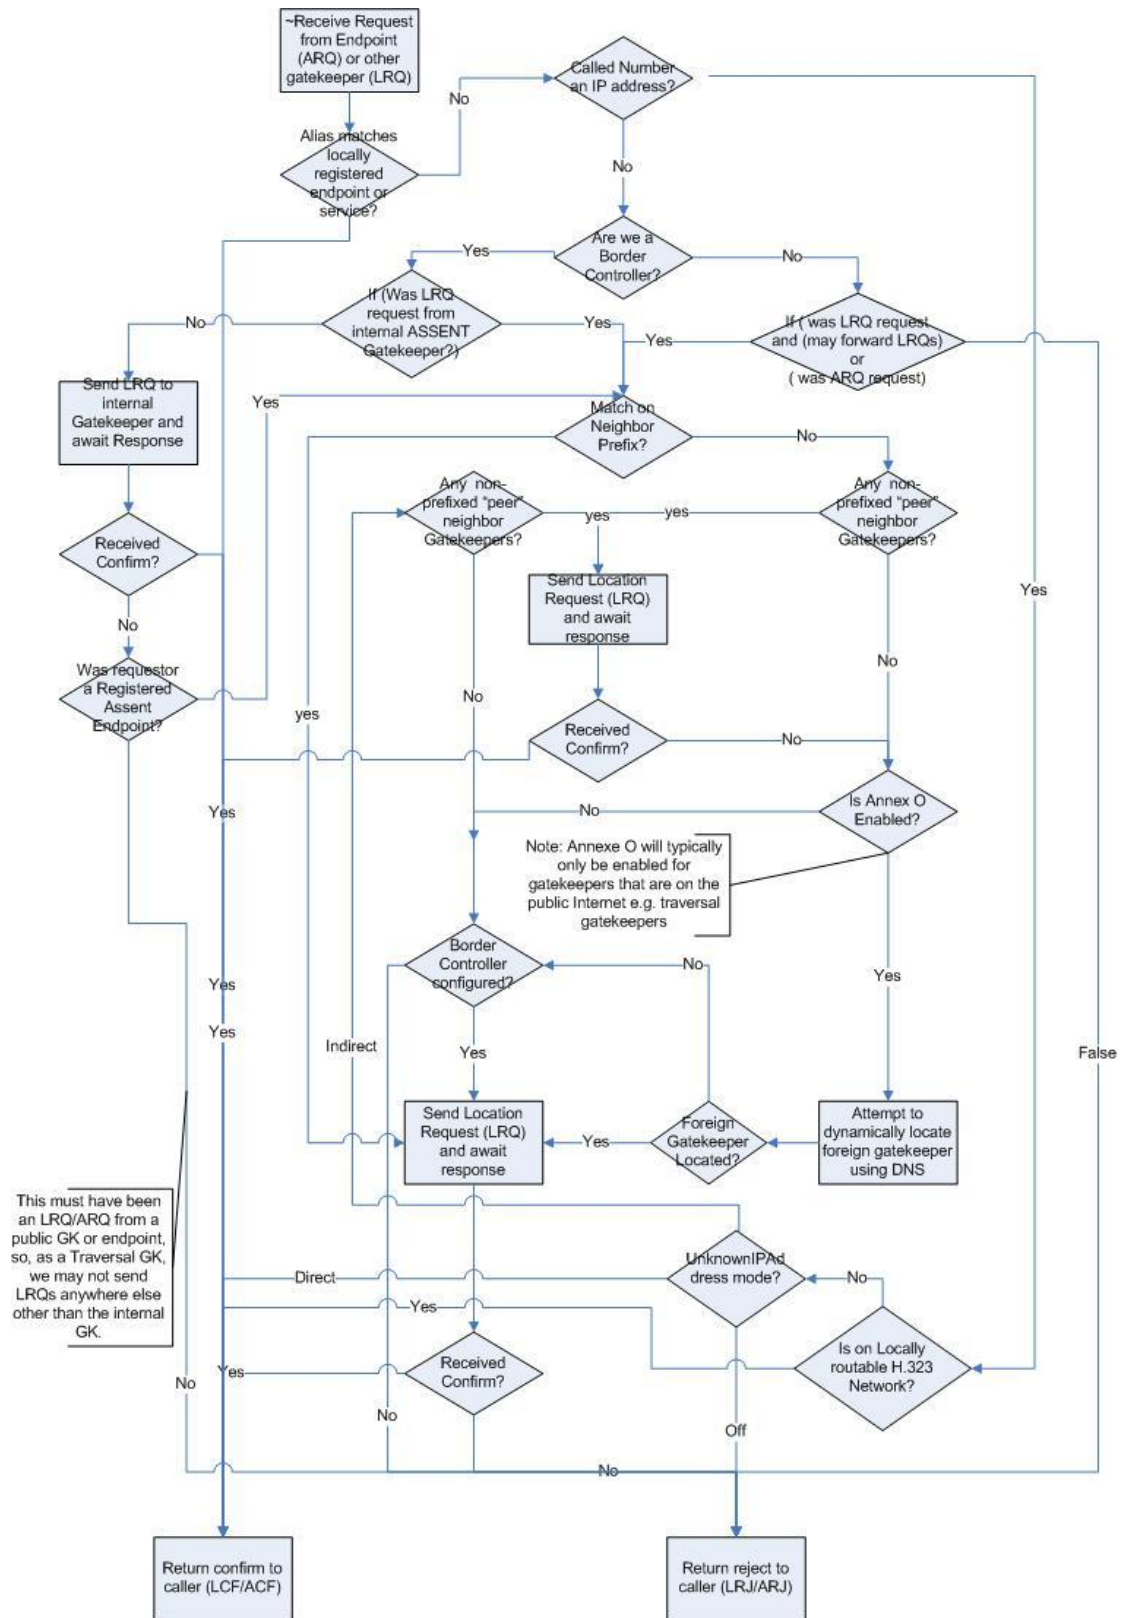 ~Receive Request
from Endpoint
(ARQ) or other
gatekeeper (LRQ)
Called Number
an IP address?
No
Alias matches
locally
registered
endpoint or
service?
No
Are we a
Border
Controller?
Yes
No
If (Was LRQ
request from
internal ASSENT
Gatekeeper?)
No
Yes
If ( was LRQ request
and (may forward LRQs)
or
( was ARQ request)
Yes
Send LRQ to
internal
Gatekeeper and
await Response
Yes
Match on
Neighbor
Prefix?
No
Any non-
prefixed “peer”
neighbor
Gatekeepers?
yes
yes
Any non-
prefixed “peer”
neighbor
Gatekeepers?
Received
Confirm?
Send Location
Request (LRQ)
and await
response
Yes
No
Was requestor
a Registered
Assent
Endpoint?
No
No
yes
Received
Confirm?
No
Yes
No
Is Annex O
Enabled?
Note: Annexe O will typically
only be enabled for
gatekeepers that are on the
public Internet e.g. traversal
gatekeepers
Border
Controller
configured?
No
Yes
Yes
Yes
Indirect
Yes
False
Send Location
Request (LRQ)
and await
response
Yes
Foreign
Gatekeeper
Located?
Attempt to
dynamically locate
foreign gatekeeper
using DNS
This must have been
an LRQ/ARQ from a
public GK or endpoint,
so, as a Traversal GK,
we may not send
LRQs anywhere else
other than the internal
GK.
UnknownIPAd
dress mode?
Direct
No
Yes
Is on Locally
routable H.323
Network?
Received
Confirm?
Yes
No
No
Off
No
Return confirm to
caller (LCF/ACF)
Return reject to
caller (LRJ/ARJ)